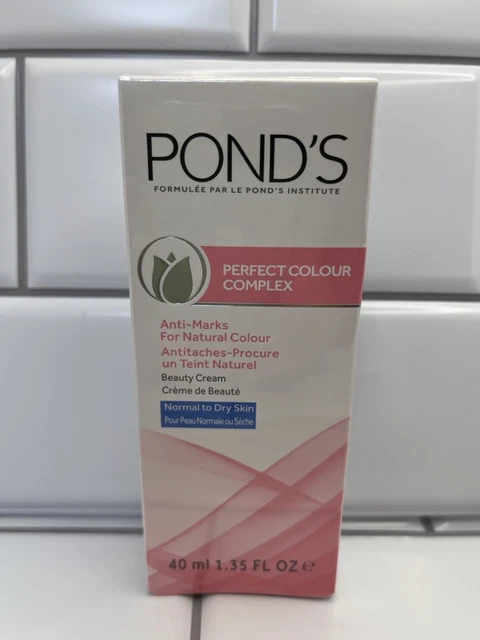 POND'S
FORMULÉE PAR LE POND'S INSTITUTE
PERFECT COLOUR
COMPLEX
Anti-Marks
For Natural Colour
Antitaches-Procure
un Teint Naturel
Beauty Cream
Crème de Beauté
Normal to Dry Skin
Pour Peau Normale ou Sèche
40 ml 1.35 FL OZ ℮